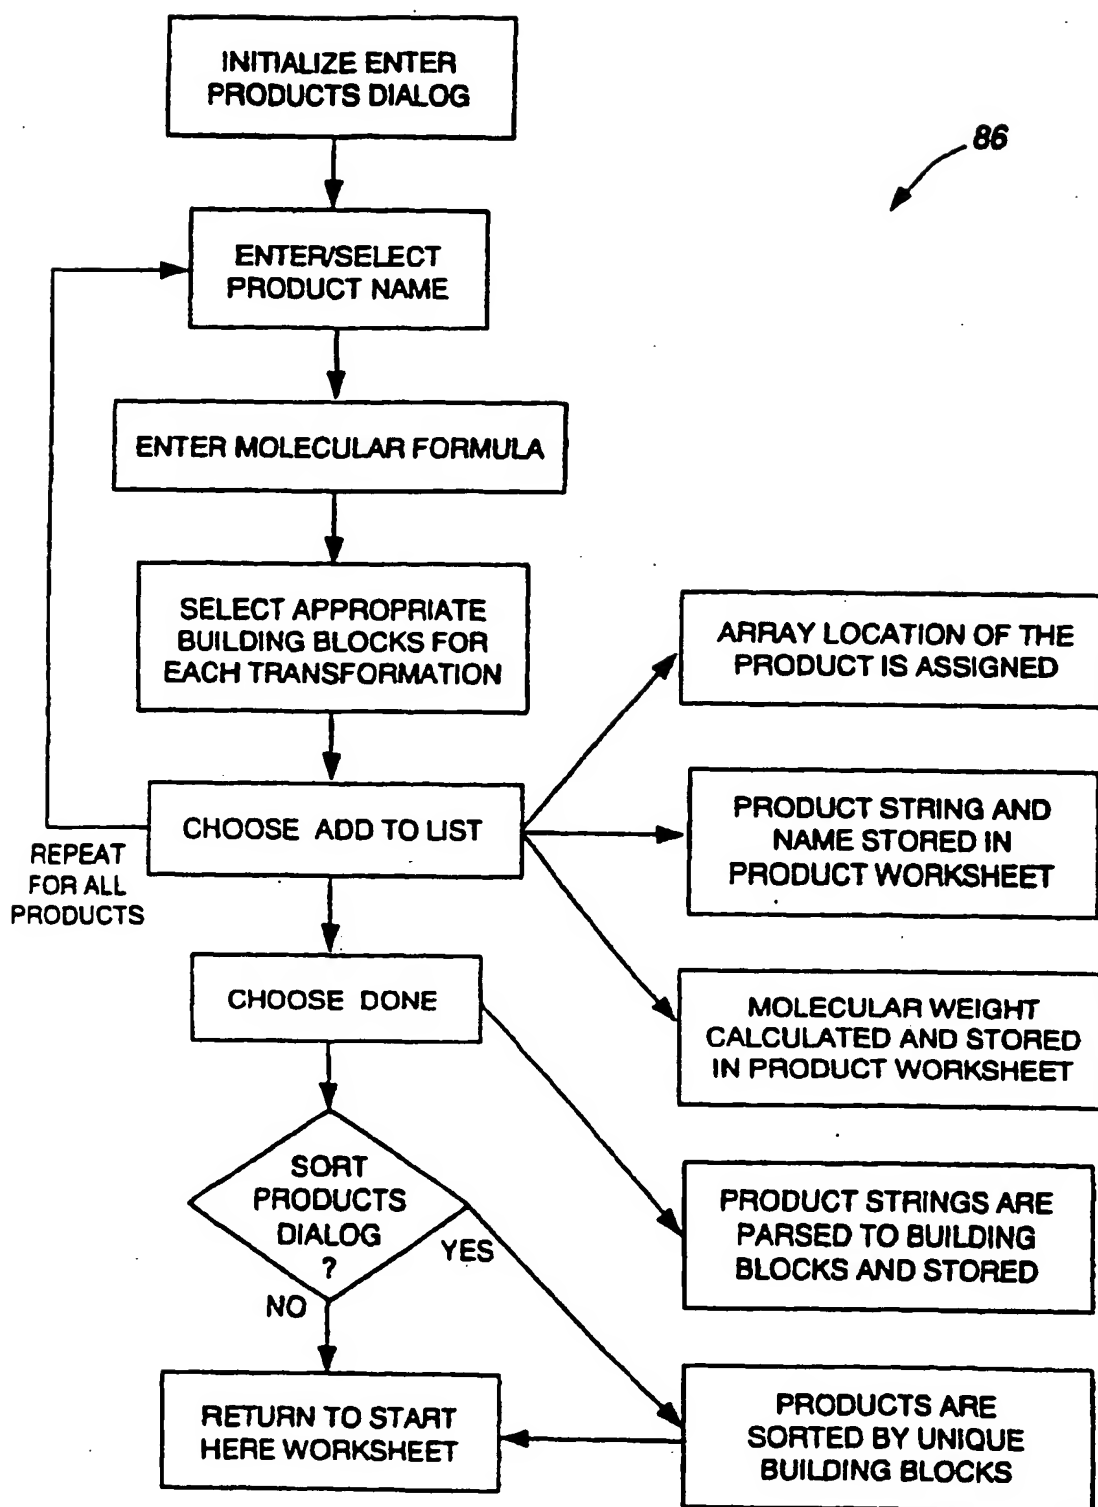 INITIALIZE ENTER
PRODUCTS DIALOG
86
ENTER/SELECT
PRODUCT NAME
ENTER MOLECULAR FORMULA
SELECT APPROPRIATE
BUILDING BLOCKS FOR
EACH TRANSFORMATION
ARRAY LOCATION OF THE
PRODUCT IS ASSIGNED
CHOOSE ADD TO LIST
REPEAT
FOR ALL
PRODUCTS
PRODUCT STRING AND
NAME STORED IN
PRODUCT WORKSHEET
CHOOSE DONE
MOLECULAR WEIGHT
CALCULATED AND STORED
IN PRODUCT WORKSHEET
SORT
PRODUCTS
DIALOG
?
YES
NO
PRODUCT STRINGS ARE
PARSED TO BUILDING
BLOCKS AND STORED
RETURN TO START
HERE WORKSHEET
PRODUCTS ARE
SORTED BY UNIQUE
BUILDING BLOCKS